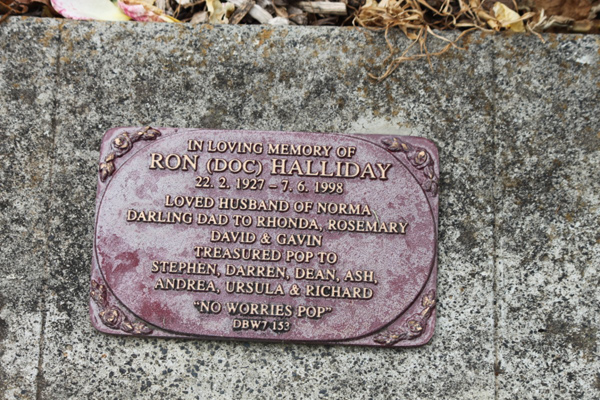 IN LOVING MEMORY OF
RON (DOC) HALLIDAY
22. 2. 1927 – 7. 6. 1998
LOVED HUSBAND OF NORMA
DARLING DAD TO RHONDA, ROSEMARY
DAVID & GAVIN
TREASURED POP TO
STEPHEN, DARREN, DEAN, ASH,
ANDREA, URSULA & RICHARD
"NO WORRIES POP"
DBW7 153